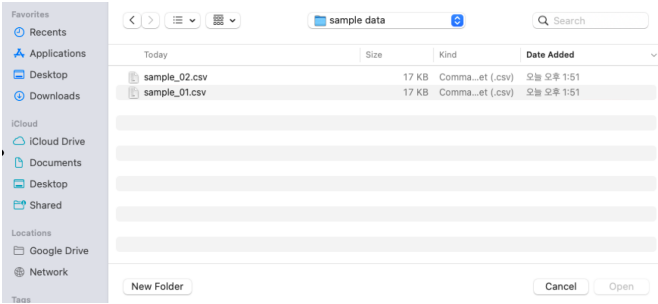 Favorites
Recents
Applications
Desktop
Downloads
iCloud
iCloud Drive
Documents
Desktop
Shared
Locations
Google Drive
Network
Tags
sample data
Search
Today Size Kind Date Added
sample_02.csv 17 KB Comma...et (.csv) 오늘 오후 1:51
sample_01.csv 17 KB Comma...et (.csv) 오늘 오후 1:51
New Folder Cancel Open